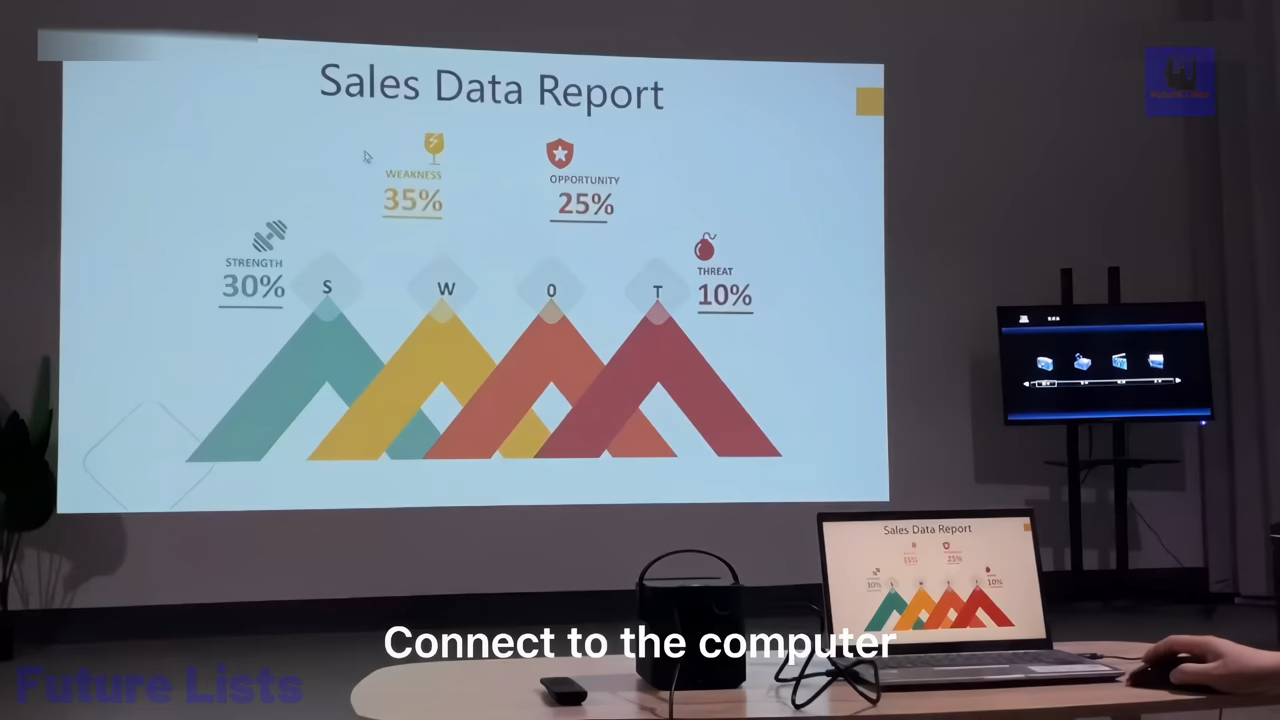 Sales Data Report
WEAKNESS
35%
OPPORTUNITY
25%
STRENGTH
30%
THREAT
10%
S
W
O
T
Sales Data Report
25%
10%
Connect to the computer
Future Lists